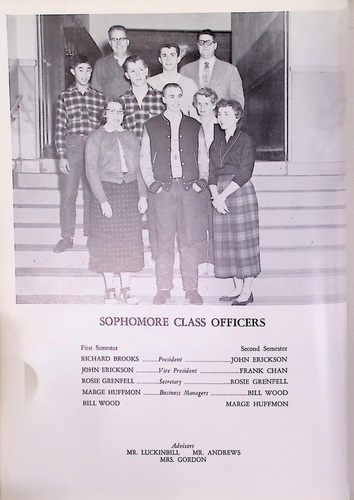 SOPHOMORE CLASS OFFICERS
First Semester Second Semester
RICHARD BROOKS ......President................JOHN ERICKSON
JOHN ERICKSON ......Vice President..............FRANK CHAN
ROSIE GRENFELL ......Secretary................ROSIE GRENFELL
MARGE HUFFMON ......Business Managers..........BILL WOOD
BILL WOOD MARGE HUFFMON
Advisors
MR. LUCKINBILL MR. ANDREWS
MRS. GORDON